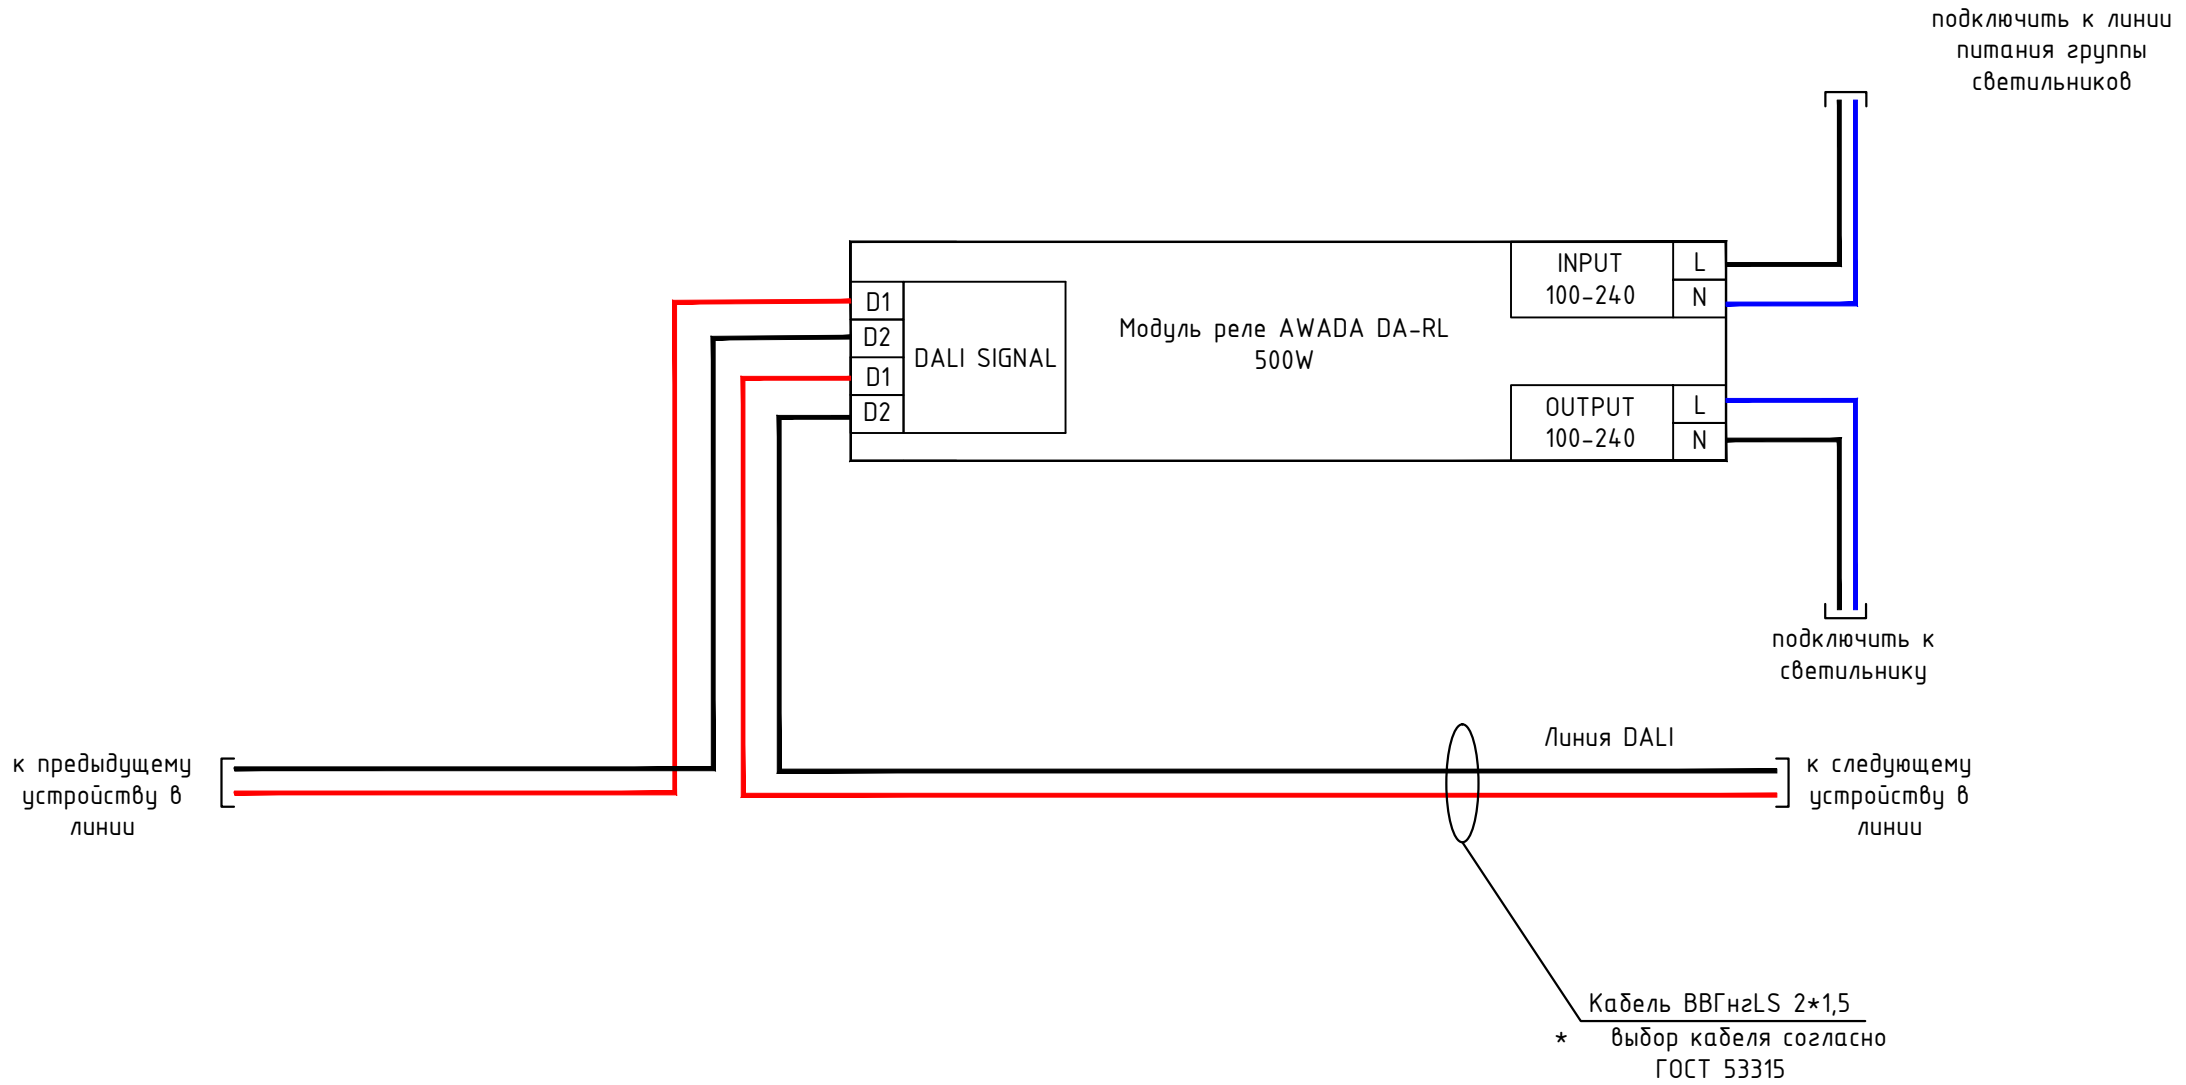 подключить к линии
питания группы
светильников
INPUT
100-240
L
N
D1
D2
D1
D2
DALI SIGNAL
Модуль реле AWADA DA-RL
500W
OUTPUT
100-240
L
N
подключить к
светильнику
Линия DALI
к предыдущему
устройству в
линии
к следующему
устройству в
линии
Кабель ВВГнгLS 2*1,5
* выбор кабеля согласно
ГОСТ 53315